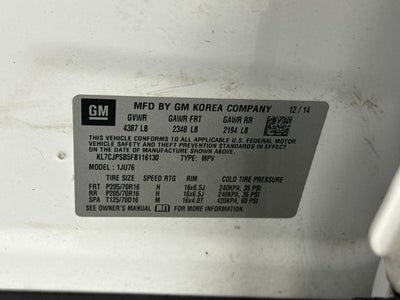 GM MFD BY GM KOREA COMPANY 12/14
GVWR GAWR FRT GAWR RR
4387 LB 2348 LB 2194 LB
THIS VEHICLE CONFORMS TO ALL APPLICABLE U.S. FEDERAL MOTOR
VEHICLE SAFETY, BUMPER, AND THEFT PREVENTION STANDARDS
IN EFFECT ON THE DATE OF MANUFACTURE SHOWN ABOVE.
KL7CJPSB5FB116130 TYPE: MPV
MODEL: 1JU76
TIRE SIZE SPEED RTG RIM COLD TIRE PRESSURE
FRT P205/70R16 H 16x6.5J 240KPA, 35 PSI
RR P205/70R16 H 16x6.5J 240KPA, 35 PSI
SPA T125/70D16 M 16x4.0T 420KPA, 60 PSI
SEE OWNER'S MANUAL FOR MORE INFORMATION